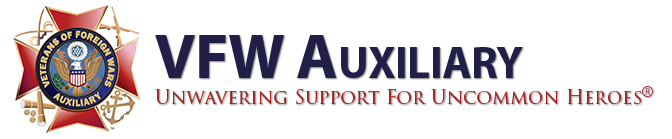 VETERANS OF FOREIGN WARS
AUXILIARY
VFW AUXILIARY
UNWAVERING SUPPORT FOR UNCOMMON HEROES®